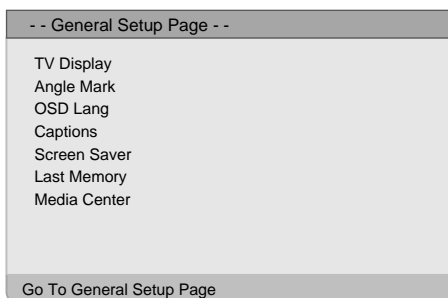 - - General Setup Page - -
TV Display
Angle Mark
OSD Lang
Captions
Screen Saver
Last Memory
Media Center
Go To General Setup Page